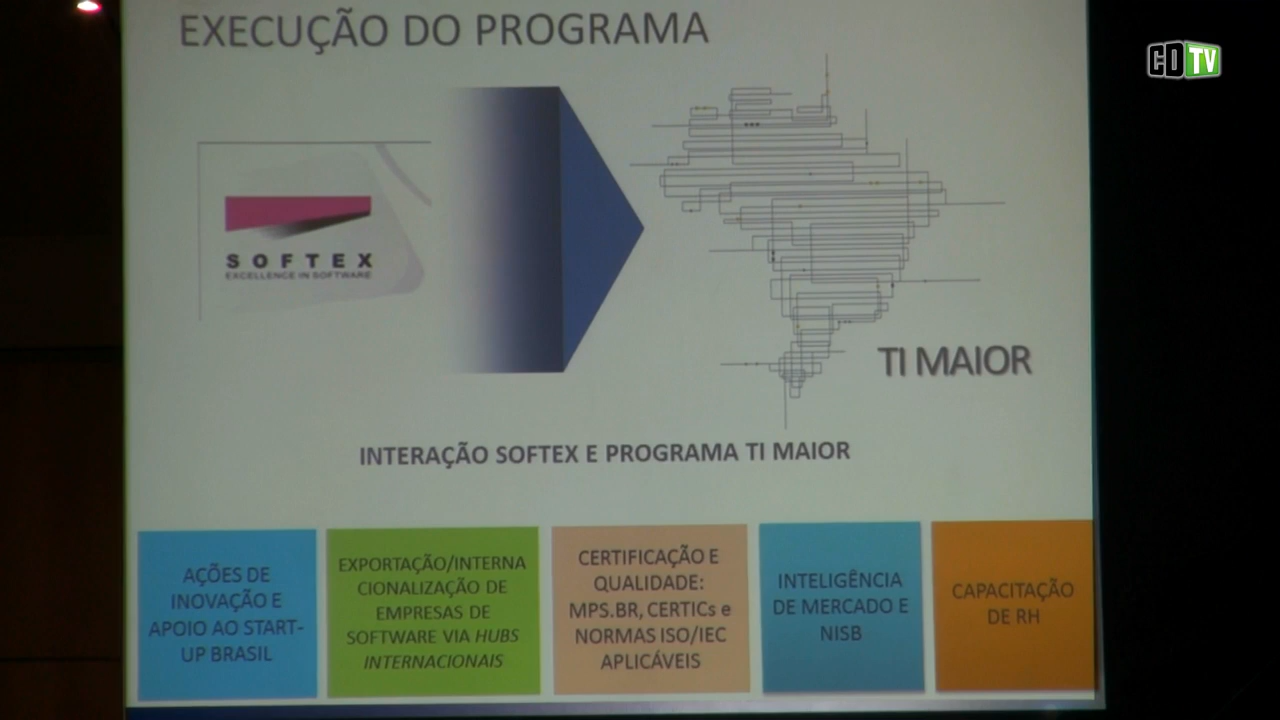 EXECUÇÃO DO PROGRAMA
CDTV
SOFTEX
EXCELLENCE IN SOFTWARE
TI MAIOR
INTERAÇÃO SOFTEX E PROGRAMA TI MAIOR
AÇÕES DE
INOVAÇÃO E
APOIO AO START-
UP BRASIL
EXPORTAÇÃO/INTERNA
CIONALIZAÇÃO DE
EMPRESAS DE
SOFTWARE VIA HUBS
INTERNACIONAIS
CERTIFICAÇÃO E
QUALIDADE:
MPS.BR, CERTICs e
NORMAS ISO/IEC
APLICÁVEIS
INTELIGÊNCIA
DE MERCADO E
NISB
CAPACITAÇÃO
DE RH